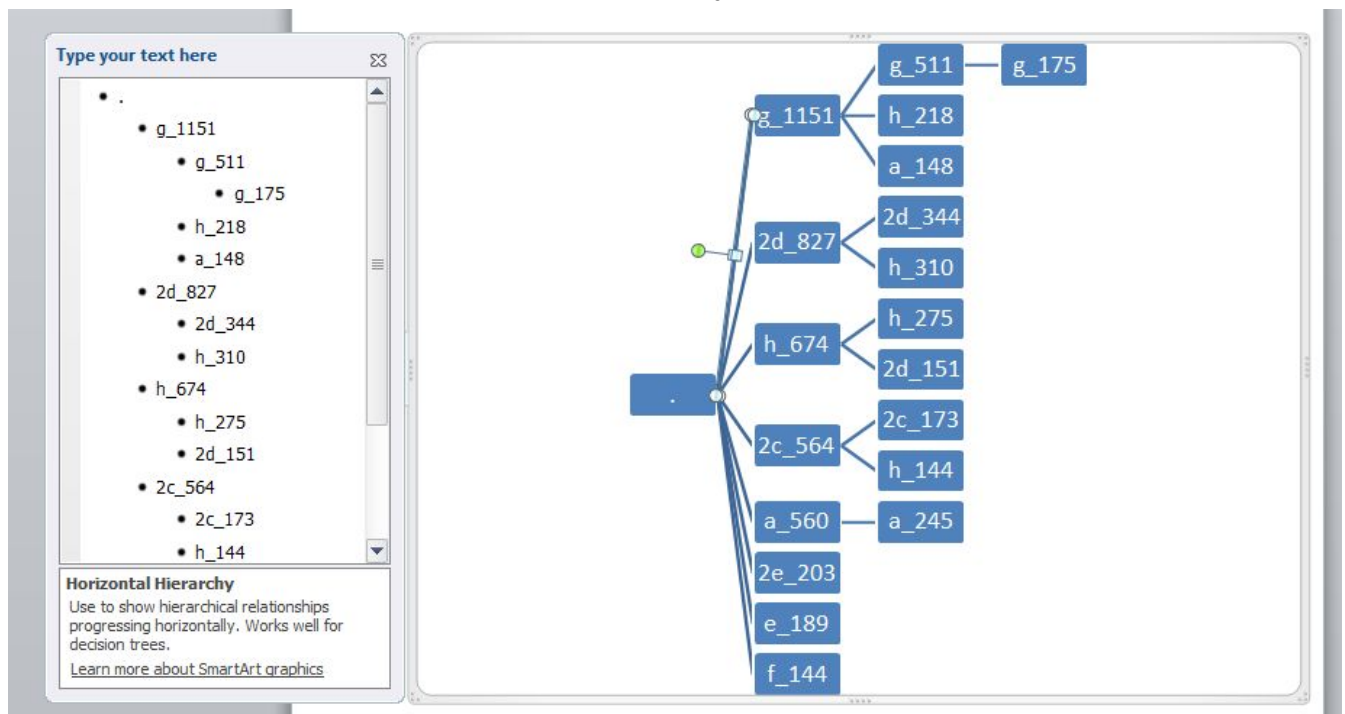 Type your text here
.
g_1151
g_511
g_175
h_218
a_148
2d_827
2d_344
h_310
h_674
h_275
2d_151
2c_564
2c_173
h_144
Horizontal Hierarchy
Use to show hierarchical relationships
progressing horizontally. Works well for
decision trees.
Learn more about SmartArt graphics
.
g_1151
g_511
g_175
h_218
a_148
2d_827
2d_344
h_310
h_674
h_275
2d_151
2c_564
2c_173
h_144
a_560
a_245
2e_203
e_189
f_144